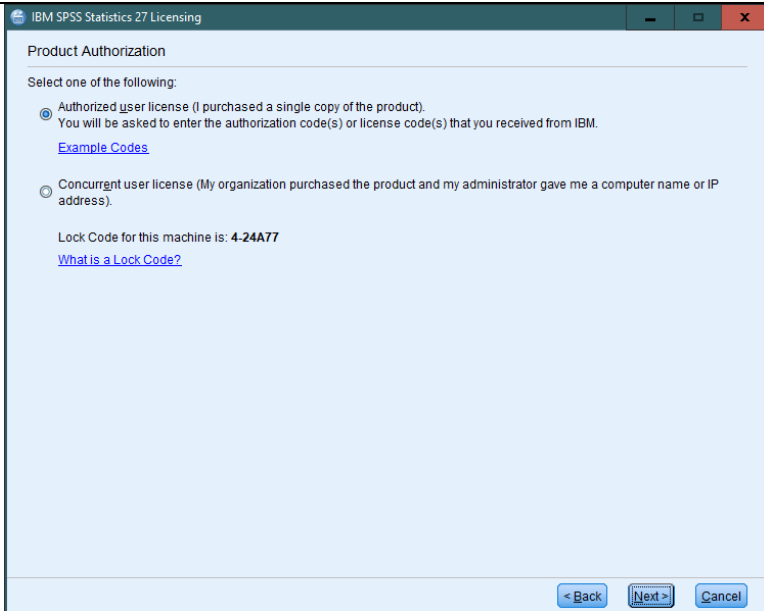 IBM SPSS Statistics 27 Licensing
Product Authorization
Select one of the following:
Authorized user license (I purchased a single copy of the product).
You will be asked to enter the authorization code(s) or license code(s) that you received from IBM.
Example Codes
Concurrent user license (My organization purchased the product and my administrator gave me a computer name or IP
address).
Lock Code for this machine is: 4-24A77
What is a Lock Code?
< Back Next > Cancel